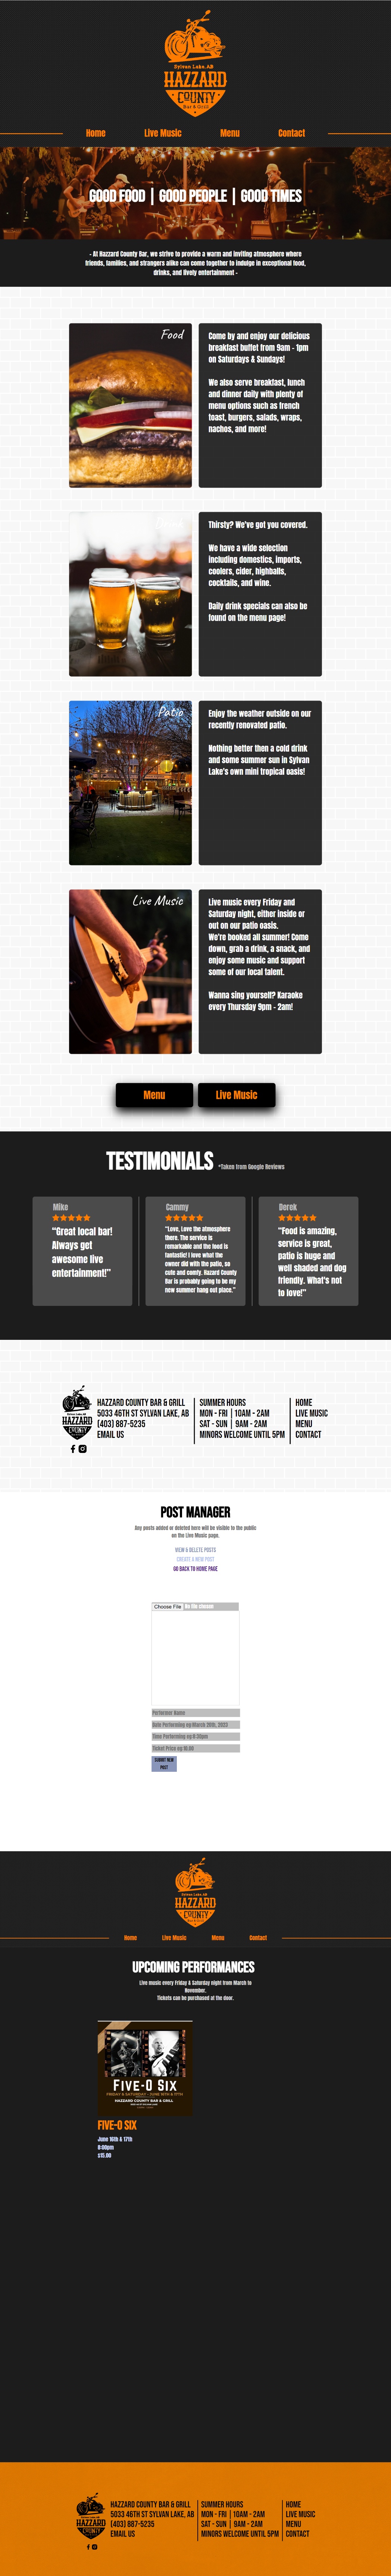 Sylvan Lake, AB
HAZZARD
COUNTY
Bar & Grill
Home
Live Music
Menu
Contact
GOOD FOOD | GOOD PEOPLE | GOOD TIMES
- At Hazzard County Bar, we strive to provide a warm and inviting atmosphere where
friends, families, and strangers alike can come together to indulge in exceptional food,
drinks, and lively entertainment -
Food
Come by and enjoy our delicious
breakfast buffet from 9am - 1pm
on Saturdays & Sundays!
We also serve breakfast, lunch
and dinner daily with plenty of
menu options such as french
toast, burgers, salads, wraps,
nachos, and more!
Thirsty? We've got you covered.
We have a wide selection
including domestics, imports,
coolers, cider, highballs,
cocktails, and wine.
Daily drink specials can also be
found on the menu page!
Patio
Enjoy the weather outside on our
recently renovated patio.
Nothing better then a cold drink
and some summer sun in Sylvan
Lake's own mini tropical oasis!
Live Music
Live music every Friday and
Saturday night, either inside or
out on our patio oasis.
We're booked all summer! Come
down, grab a drink, a snack, and
enjoy some music and support
some of our local talent.
Wanna sing yourself? Karaoke
every Thursday 9pm - 2am!
Menu
Live Music
TESTIMONIALS *Taken from Google Reviews
Mike
"Great local bar!
Always get
awesome live
entertainment!"
Cammy
"Love, Love the atmosphere
there. The service is
remarkable and the food is
fantastic! I love what the
owner did with the patio, so
cute and comfy. Hazard County
Bar is probably going to be my
new summer hang out place."
Derek
"Food is amazing,
service is great,
patio is huge and
well shaded and dog
friendly. What's not
to love!"
HAZZARD
COUNTY
HAZZARD COUNTY BAR & GRILL
5033 46TH ST SYLVAN LAKE, AB
(403) 887-5235
EMAIL US
SUMMER HOURS
MON - FRI | 10AM - 2AM
SAT - SUN | 9AM - 2AM
MINORS WELCOME UNTIL 5PM
HOME
LIVE MUSIC
MENU
CONTACT
POST MANAGER
Any posts added or deleted here will be visible to the public
on the Live Music page.
VIEW & DELETE POSTS
CREATE A NEW POST
GO BACK TO HOME PAGE
Choose File No file chosen
Performer Name
Date Performing eg:March 26th, 2023
Time Performing eg:8:30pm
Ticket Price eg:10.00
SUBMIT NEW
POST
Sylvan Lake, AB
HAZZARD
COUNTY
Bar & Grill
Home
Live Music
Menu
Contact
UPCOMING PERFORMANCES
Live music every Friday & Saturday night from March to
November.
Tickets can be purchased at the door.
FIVE-O SIX
FRIDAY & SATURDAY - JUNE 16TH & 17TH
HAZZARD COUNTY BAR & GRILL
FIVE-O SIX
June 16th & 17th
9:00pm
$15.00
HAZZARD
COUNTY
HAZZARD COUNTY BAR & GRILL
5033 46TH ST SYLVAN LAKE, AB
(403) 887-5235
EMAIL US
SUMMER HOURS
MON - FRI | 10AM - 2AM
SAT - SUN | 9AM - 2AM
MINORS WELCOME UNTIL 5PM
HOME
LIVE MUSIC
MENU
CONTACT